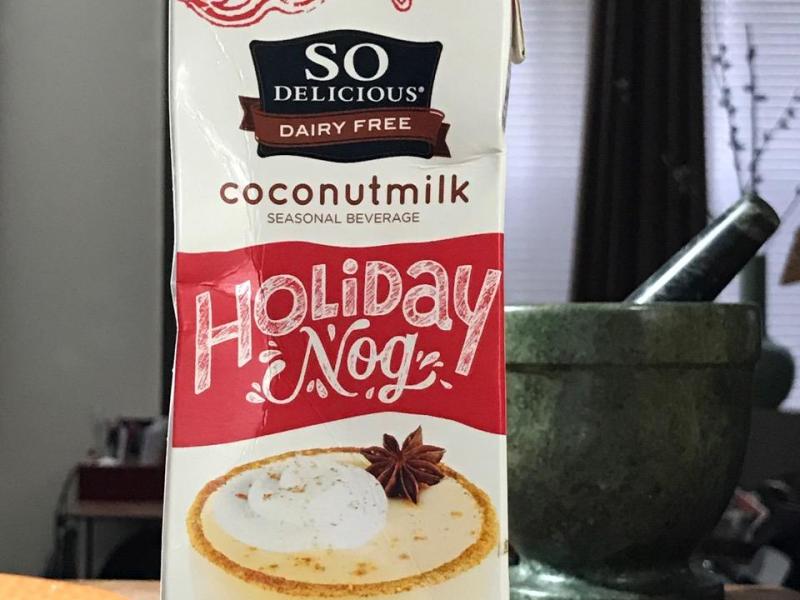 SO
DELICIOUS®
DAIRY FREE
coconutmilk
SEASONAL BEVERAGE
HOLiDay
Nog